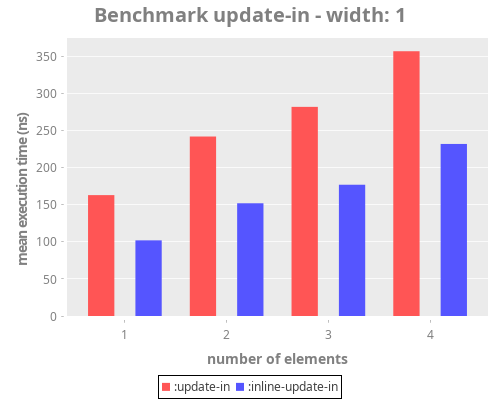 Benchmark update-in - width: 1
mean execution time (ns)
350
300
250
200
150
100
50
0
1 2 3 4
number of elements
:update-in :inline-update-in